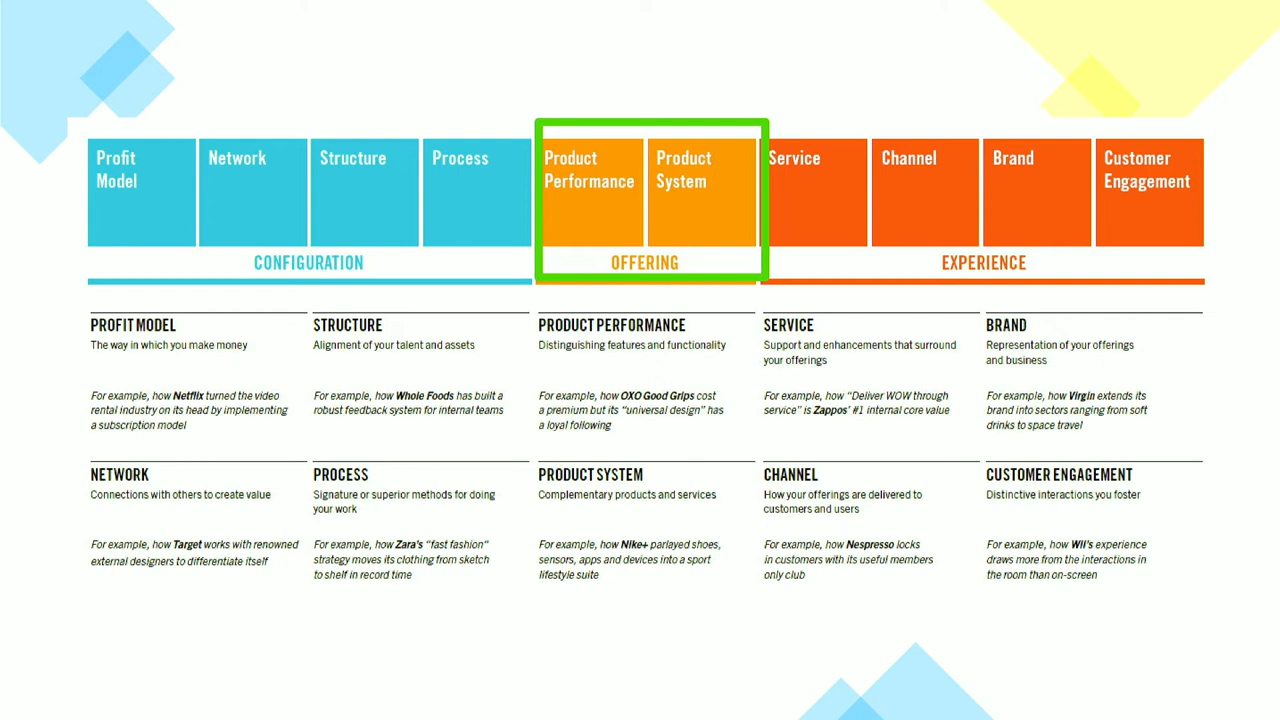 Profit
Model
Network
Structure
Process
Product
Performance
Product
System
Service
Channel
Brand
Customer
Engagement
CONFIGURATION
OFFERING
EXPERIENCE
PROFIT MODEL
The way in which you make money
For example, how Netflix turned the video
rental industry on its head by implementing
a subscription model
STRUCTURE
Alignment of your talent and assets
For example, how Whole Foods has built a
robust feedback system for internal teams
PRODUCT PERFORMANCE
Distinguishing features and functionality
For example, how OXO Good Grips cost
a premium but its “universal design” has
a loyal following
SERVICE
Support and enhancements that surround
your offerings
For example, how “Deliver WOW through
service” is Zappos’ #1 internal core value
BRAND
Representation of your offerings
and business
For example, how Virgin extends its
brand into sectors ranging from soft
drinks to space travel
NETWORK
Connections with others to create value
For example, how Target works with renowned
external designers to differentiate itself
PROCESS
Signature or superior methods for doing
your work
For example, how Zara’s “fast fashion“
strategy moves its clothing from sketch
to shelf in record time
PRODUCT SYSTEM
Complementary products and services
For example, how Nike+ parlayed shoes,
sensors, apps and devices into a sport
lifestyle suite
CHANNEL
How your offerings are delivered to
customers and users
For example, how Nespresso locks
in customers with its useful members
only club
CUSTOMER ENGAGEMENT
Distinctive interactions you foster
For example, how Wii’s experience
draws more from the interactions in
the room than on-screen